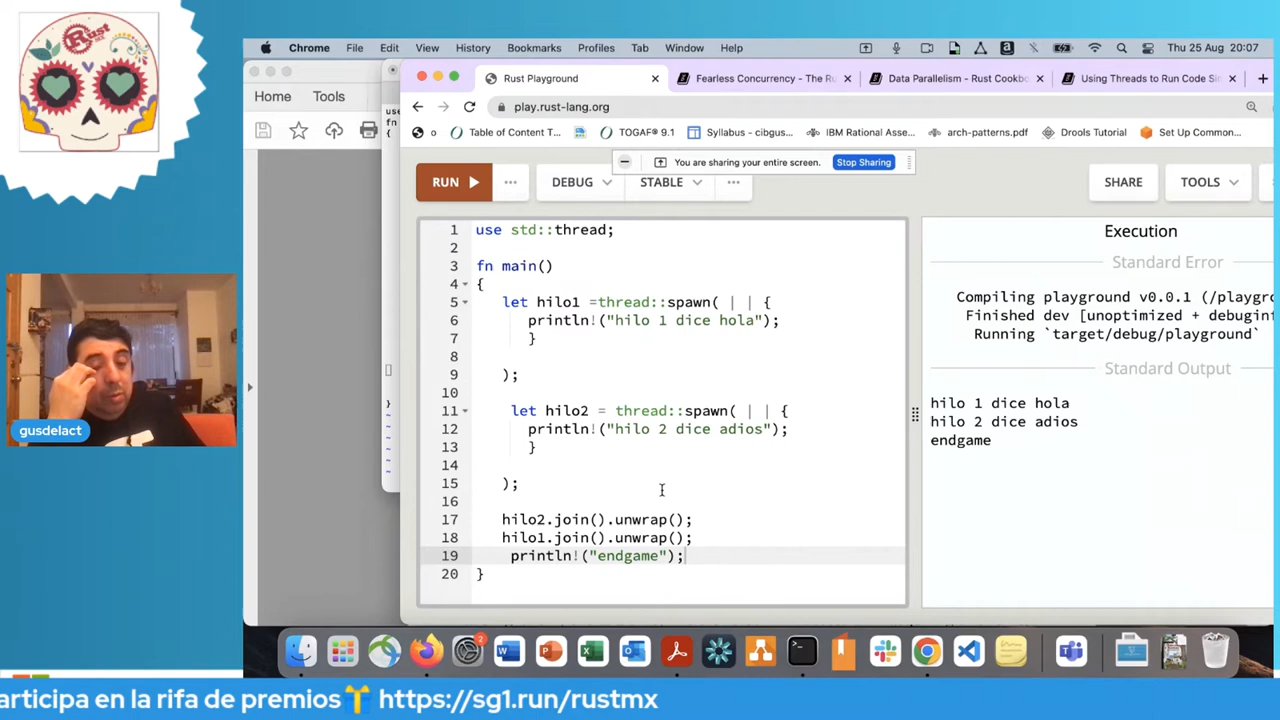 Rust
MX
Chrome File Edit View History Bookmarks Profiles Tab Window Help Thu 25 Aug 20:07
Home Tools
Rust Playground
Fearless Concurrency - The Ru
Data Parallelism - Rust Cookb
Using Threads to Run Code Si
play.rust-lang.org
o Table of Content T... TOGAF® 9.1 Syllabus - cibgus... IBM Rational Asse... arch-patterns.pdf Drools Tutorial Set Up Common...
You are sharing your entire screen. Stop Sharing
RUN DEBUG STABLE SHARE TOOLS
use
fn
{
}
~
~
~
~
1 use std::thread;
2
3 fn main()
4 {
5 let hilo1 =thread::spawn( | | {
6 println!("hilo 1 dice hola");
7 }
8
9 );
10
11 let hilo2 = thread::spawn( | | {
12 println!("hilo 2 dice adios");
13 }
14
15 );
16
17 hilo2.join().unwrap();
18 hilo1.join().unwrap();
19 println!("endgame");
20 }
Execution
Standard Error
Compiling playground v0.0.1 (/playgro
Finished dev [unoptimized + debuginf
Running `target/debug/playground`
Standard Output
hilo 1 dice hola
hilo 2 dice adios
endgame
gusdelact
2
articipa en la rifa de premios🎁 https://sg1.run/rustmx